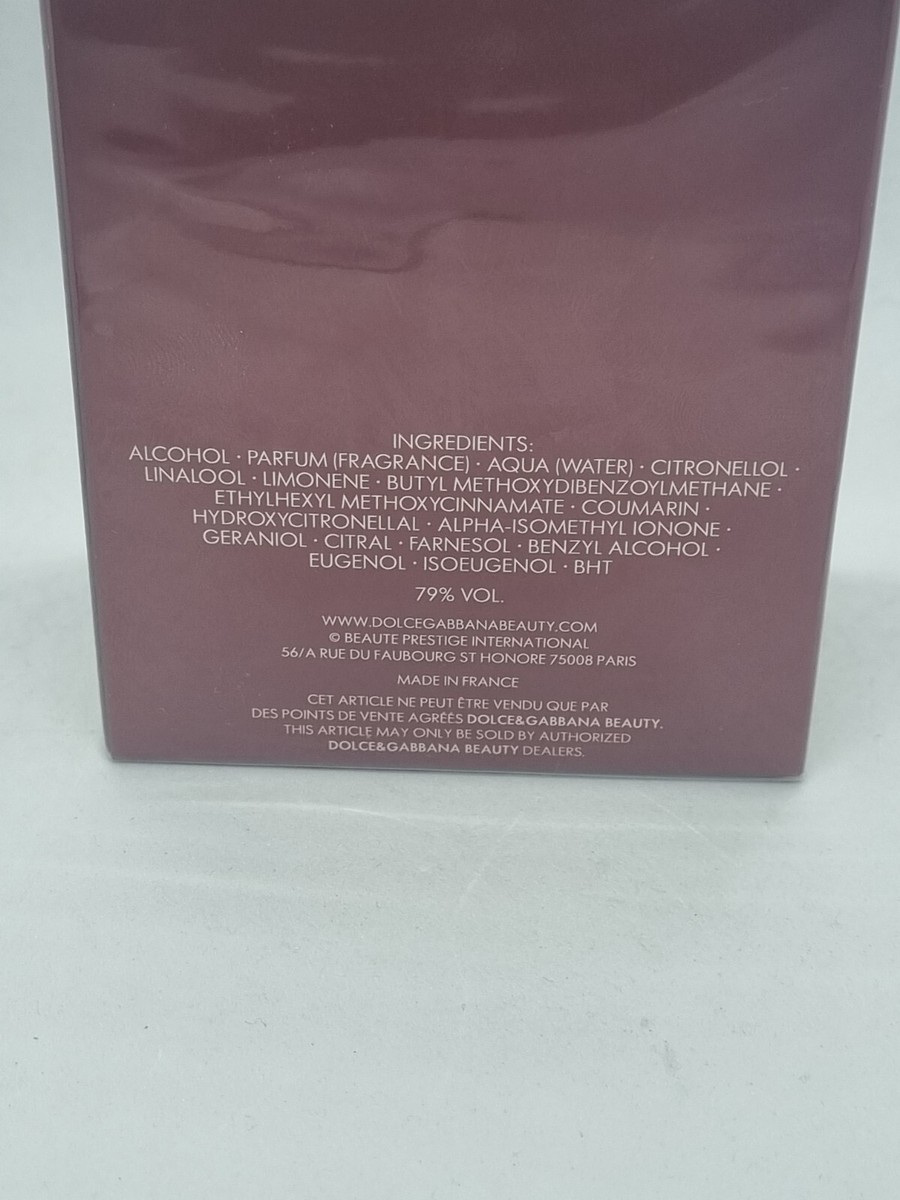 INGREDIENTS:
ALCOHOL · PARFUM (FRAGRANCE) · AQUA (WATER) · CITRONELLOL ·
LINALOOL · LIMONENE · BUTYL METHOXYDIBENZOYLMETHANE ·
ETHYLHEXYL METHOXYCINNAMATE · COUMARIN ·
HYDROXYCITRONELLAL · ALPHA-ISOMETHYL IONONE ·
GERANIOL · CITRAL · FARNESOL · BENZYL ALCOHOL ·
EUGENOL · ISOEUGENOL · BHT
79% VOL.
WWW.DOLCEGABBANABEAUTY.COM
© BEAUTE PRESTIGE INTERNATIONAL
56/A RUE DU FAUBOURG ST HONORE 75008 PARIS
MADE IN FRANCE
CET ARTICLE NE PEUT ÊTRE VENDU QUE PAR
DES POINTS DE VENTE AGRÉÉS DOLCE&GABBANA BEAUTY.
THIS ARTICLE MAY ONLY BE SOLD BY AUTHORIZED
DOLCE&GABBANA BEAUTY DEALERS.